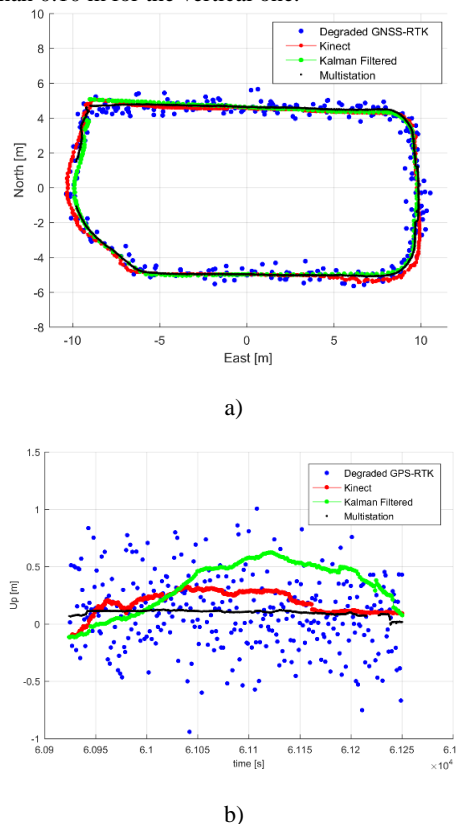 than 0.10 m for the vertical one.
Degraded GNSS-RTK
Kinect
Kalman Filtered
Multistation
10
8
6
4
2
0
-2
-4
-6
-8
North [m]
-10 -5 0 5 10
East [m]
a)
Degraded GPS-RTK
Kinect
Kalman Filtered
Multistation
1.5
1
0.5
0
-0.5
-1
Up [m]
6.09 6.095 6.1 6.105 6.11 6.115 6.12 6.125 6.1
time [s]
×10⁴
b)